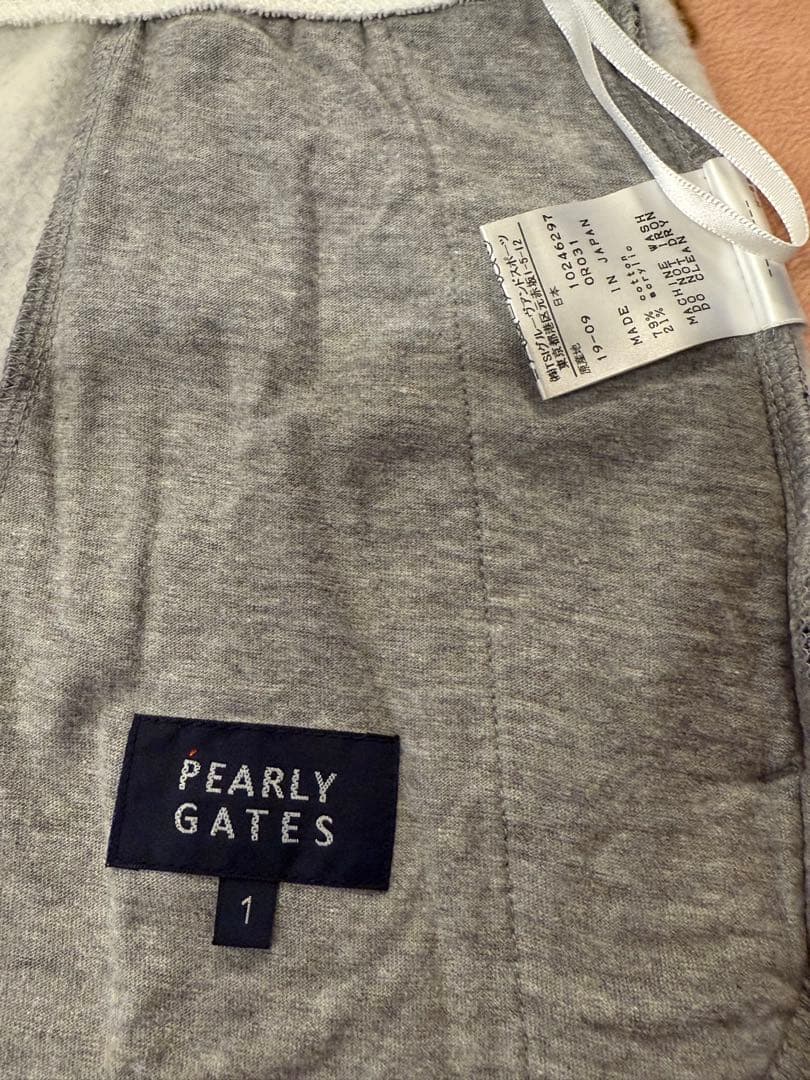 PEARLY
GATES
1
㈱TSIグルーヴアンドスポーツ
東京都港区元赤坂1-5-12
原産地 日本
19-09 10246297
ORO31
MADE IN JAPAN
79% cotton
21% acrylic
MACHINE WASH
DO NOT IRON
DO CLEAN DRY